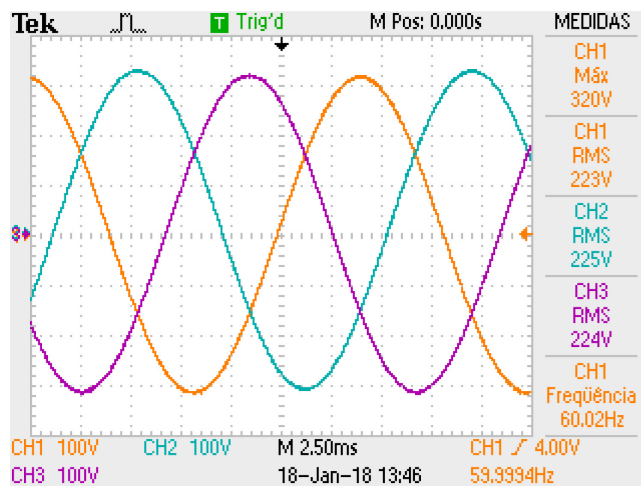 Tek T Trig'd M Pos: 0.000s MEDIDAS
CH1
Máx
320V
CH1
RMS
223V
CH2
RMS
225V
CH3
RMS
224V
CH1
Freqüência
60.02Hz
CH1 100V CH2 100V M 2.50ms CH1 4.00V
CH3 100V 18-Jan-18 13:46 59.9994Hz